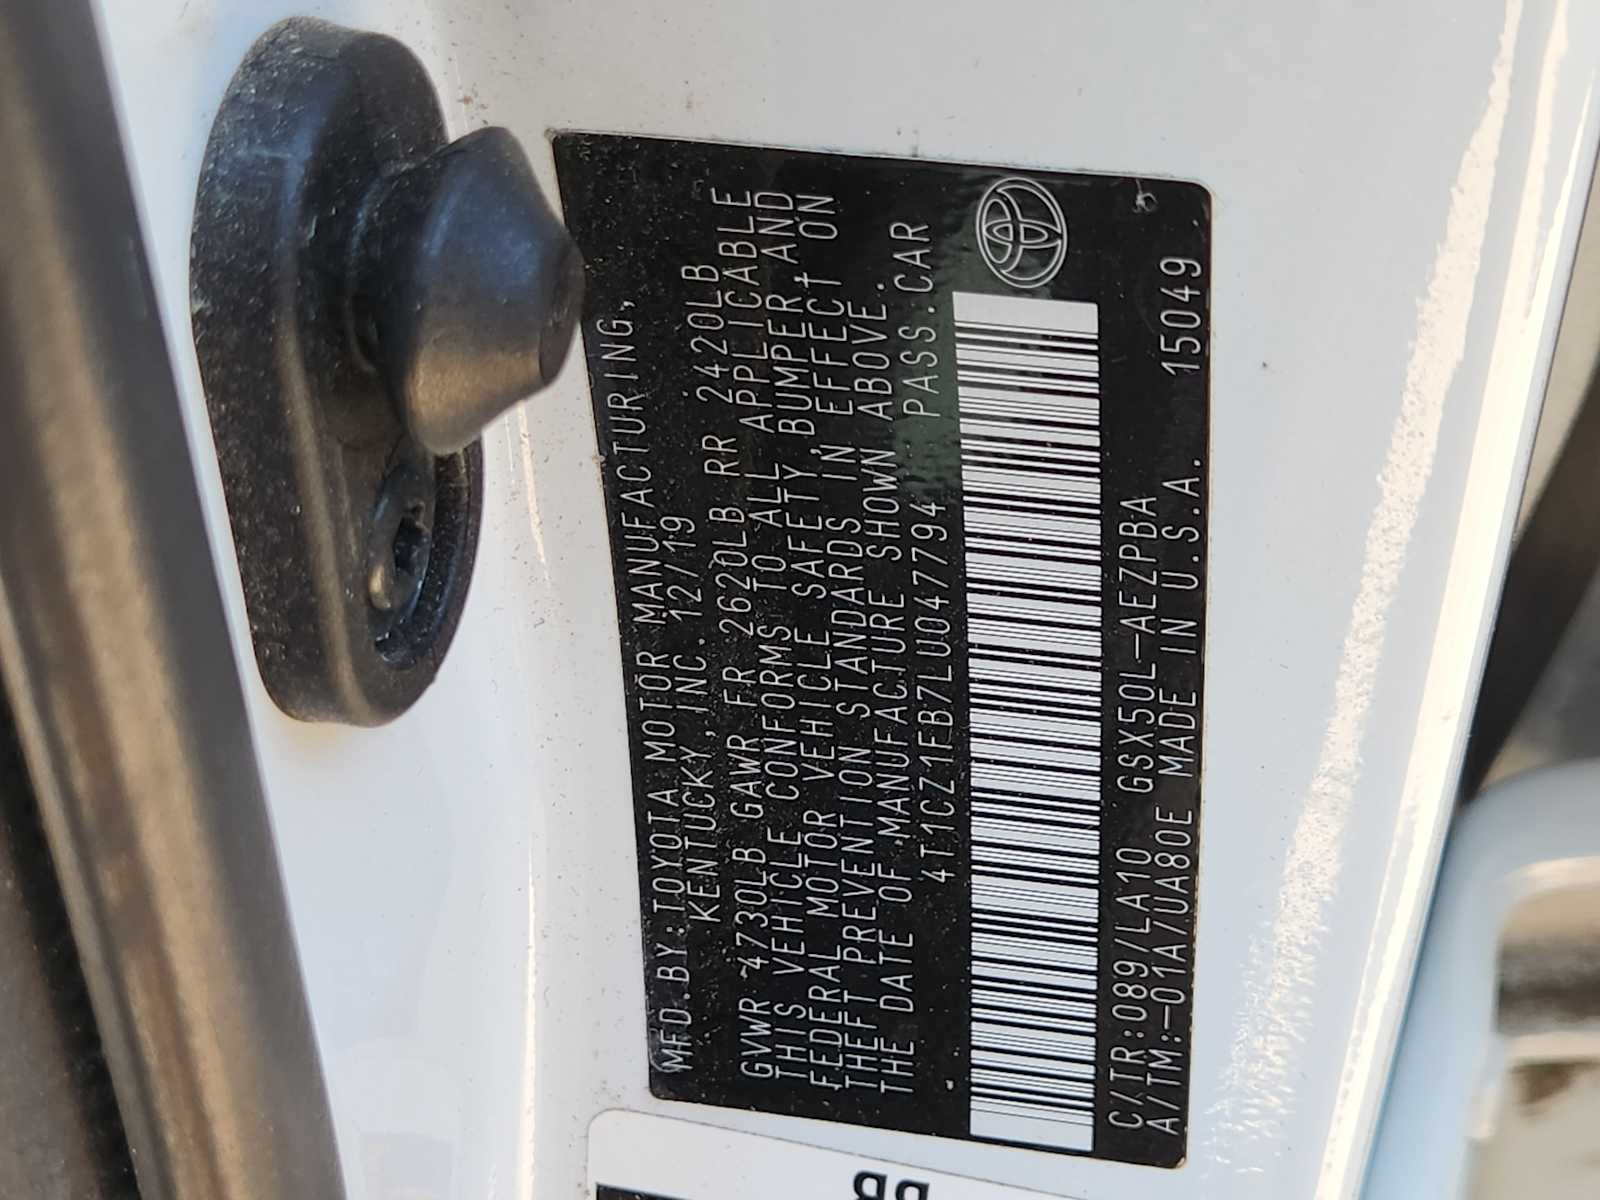 MFD.BY:TOYOTA MOTOR MANUFACTURING,
KENTUCKY,INC. 12/19
GVWR 4730LB GAWR FR 2620LB RR 2420LB
THIS VEHICLE CONFORMS TO ALL APPLICABLE
FEDERAL MOTOR VEHICLE SAFETY, BUMPER, AND
THEFT PREVENTION STANDARDS IN EFFECT ON
THE DATE OF MANUFACTURE SHOWN ABOVE.
4T1CZ1FB7LU047794 PASS.CAR
C/TR:089/LA10 GSX50L-AEZPBA
A/TM:-01A/UA80E MADE IN U.S.A. 15049